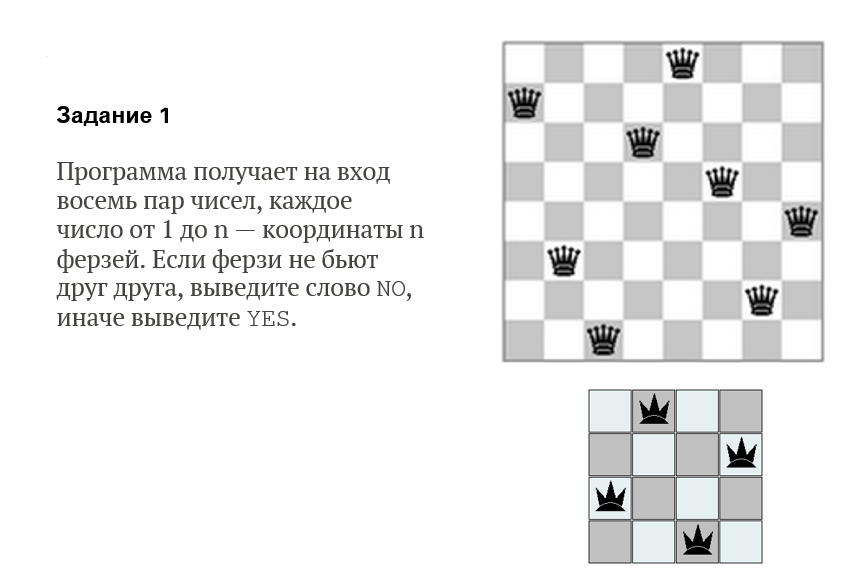 Задание 1
Программа получает на вход
восемь пар чисел, каждое
число от 1 до n — координаты n
ферзей. Если ферзи не бьют
друг друга, выведите слово NO,
иначе выведите YES.